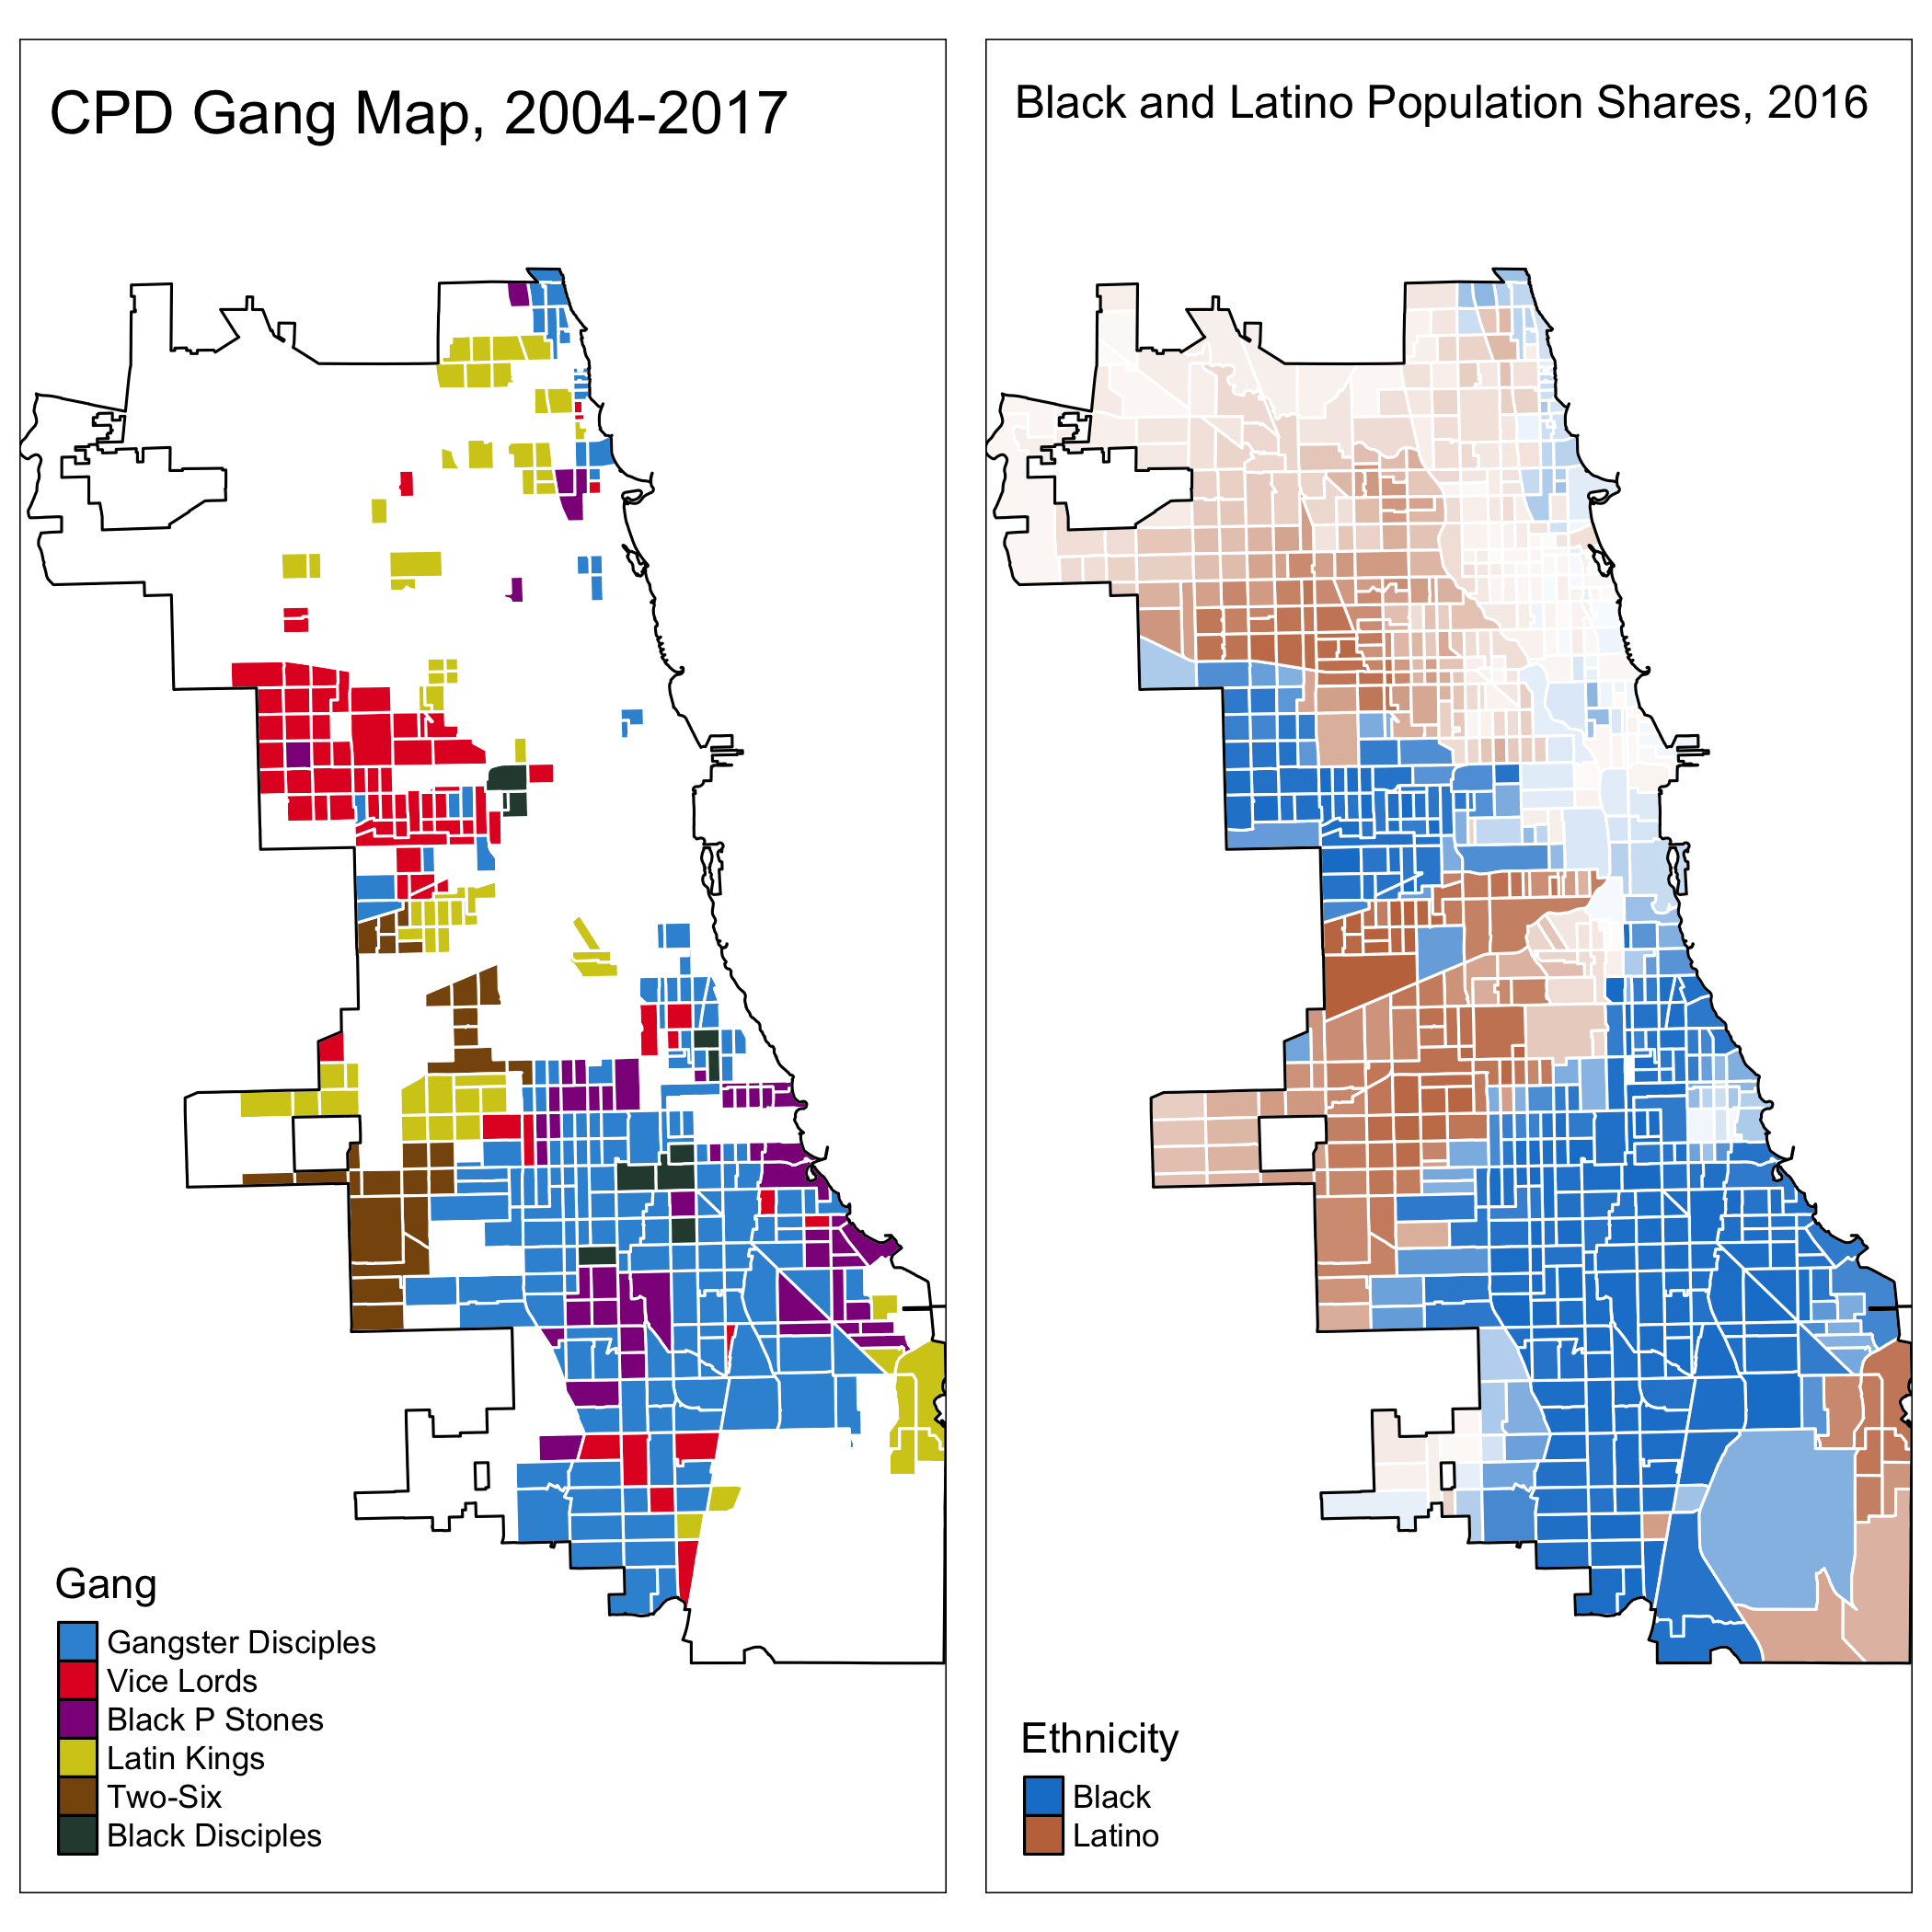 CPD Gang Map, 2004-2017
Gang
Gangster Disciples
Vice Lords
Black P Stones
Latin Kings
Two-Six
Black Disciples
Black and Latino Population Shares, 2016
Ethnicity
Black
Latino